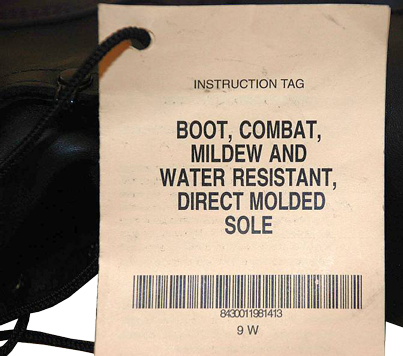 INSTRUCTION TAG
BOOT, COMBAT,
MILDEW AND
WATER RESISTANT,
DIRECT MOLDED
SOLE
8430011981413
9 W